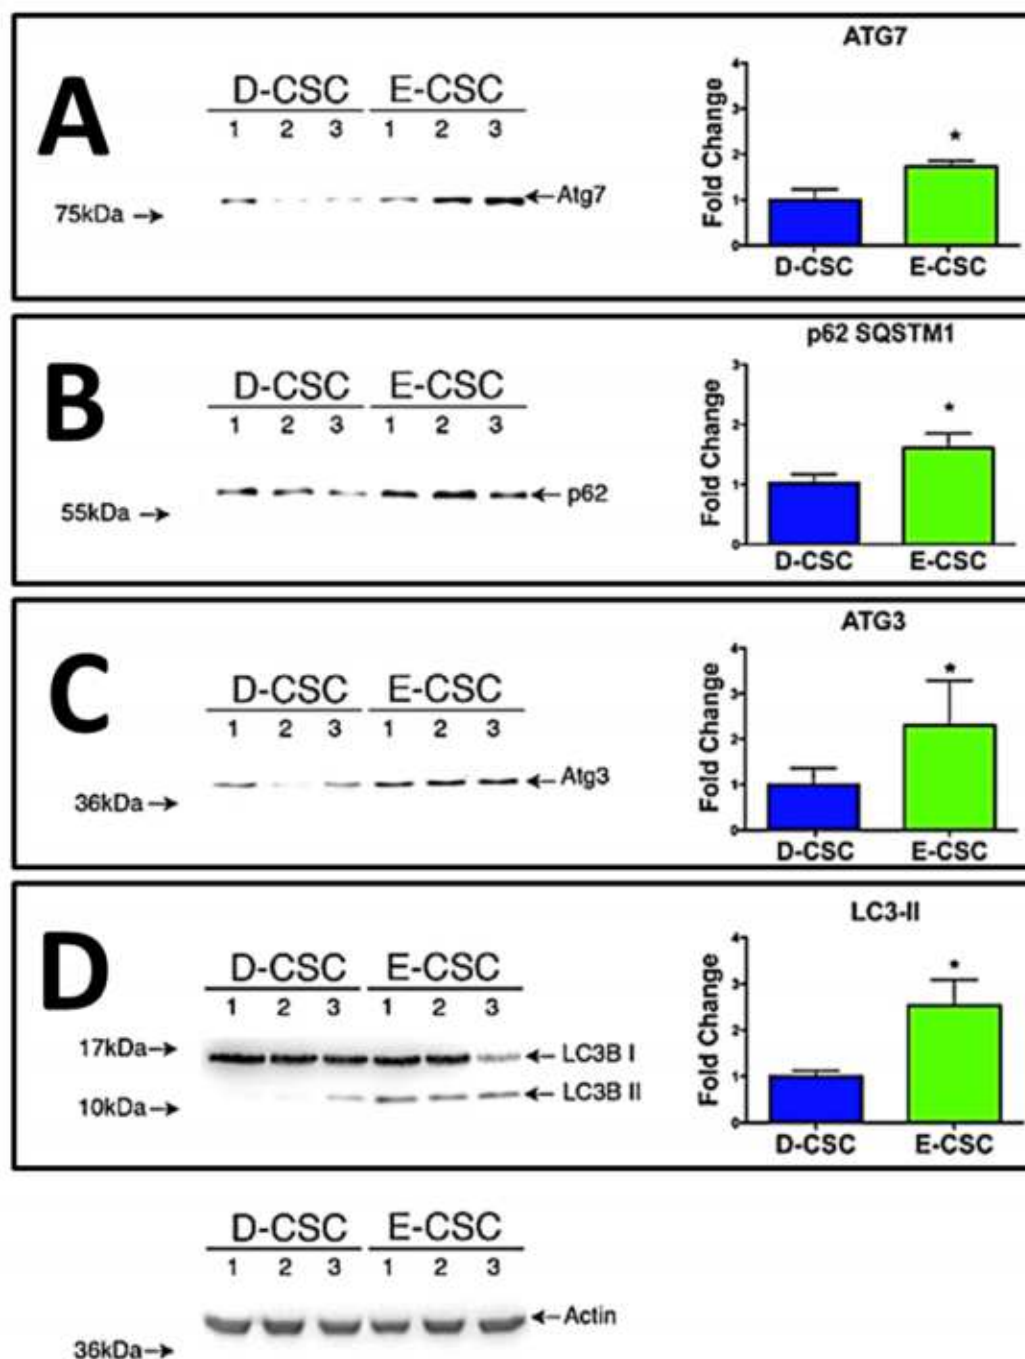 A
D-CSC E-CSC
1 2 3 1 2 3
75kDa →
←Atg7
ATG7
Fold Change
4
3
2
1
0
*
D-CSC E-CSC
B
D-CSC E-CSC
1 2 3 1 2 3
55kDa →
←p62
p62 SQSTM1
Fold Change
3
2
1
0
*
D-CSC E-CSC
C
D-CSC E-CSC
1 2 3 1 2 3
36kDa →
←Atg3
ATG3
Fold Change
4
3
2
1
0
*
D-CSC E-CSC
D
D-CSC E-CSC
1 2 3 1 2 3
17kDa→
←LC3B I
←LC3B II
10kDa→
LC3-II
Fold Change
4
3
2
1
0
*
D-CSC E-CSC
D-CSC E-CSC
1 2 3 1 2 3
←Actin
36kDa→